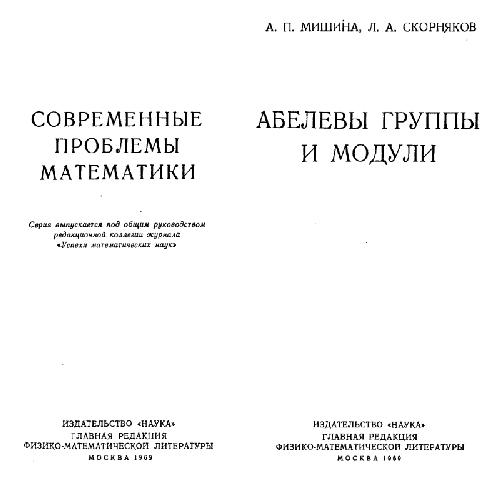 СОВРЕМЕННЫЕ
ПРОБЛЕМЫ
МАТЕМАТИКИ
Серия выпускается под общим руководством
редакционной коллегии журнала
«Успехи математических наук»
ИЗДАТЕЛЬСТВО «НАУКА»
ГЛАВНАЯ РЕДАКЦИЯ
ФИЗИКО-МАТЕМАТИЧЕСКОЙ ЛИТЕРАТУРЫ
МОСКВА 1969
А. П. МИШИНА, Л. А. СКОРНЯКОВ
АБЕЛЕВЫ ГРУППЫ
И МОДУЛИ
ИЗДАТЕЛЬСТВО «НАУКА»
ГЛАВНАЯ РЕДАКЦИЯ
ФИЗИКО-МАТЕМАТИЧЕСКОЙ ЛИТЕРАТУРЫ
МОСКВА 1969